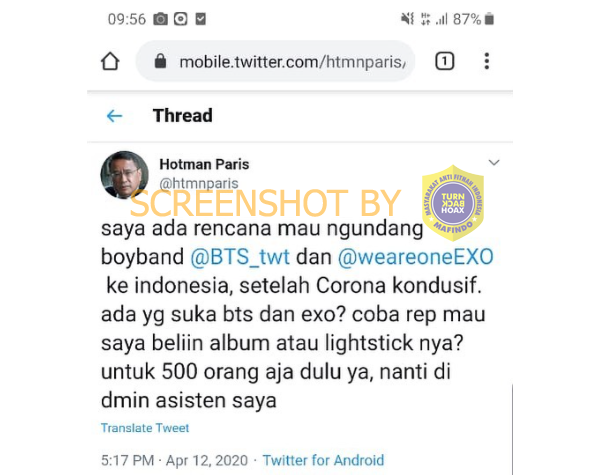 09:56 87%
mobile.twitter.com/htmnparis/ 1
Thread
Hotman Paris
@htmnparis
SCREENSHOT BY
MASYARAKAT ANTI FITNAH INDONESIA
TURN
BACK
HOAX
MAFINDO
saya ada rencana mau ngundang
boyband @BTS_twt dan @weareoneEXO
ke indonesia, setelah Corona kondusif.
ada yg suka bts dan exo? coba rep mau
saya beliin album atau lightstick nya?
untuk 500 orang aja dulu ya, nanti di
dmin asisten saya
Translate Tweet
5:17 PM · Apr 12, 2020 · Twitter for Android